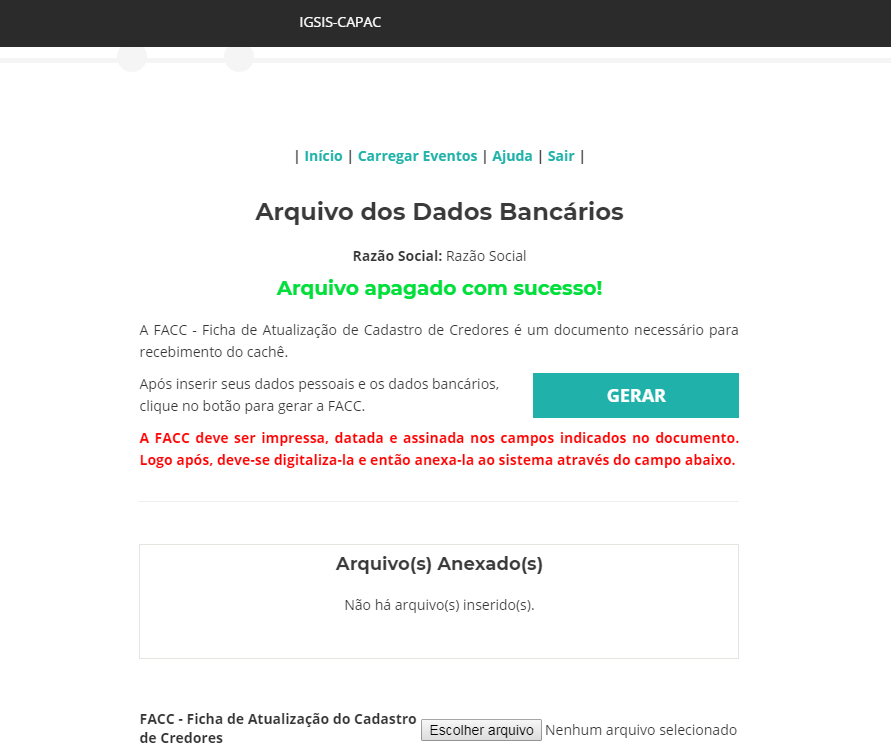 IGSIS-CAPAC
| Início | Carregar Eventos | Ajuda | Sair |
Arquivo dos Dados Bancários
Razão Social: Razão Social
Arquivo apagado com sucesso!
A FACC - Ficha de Atualização de Cadastro de Credores é um documento necessário para
recebimento do cachê.
Após inserir seus dados pessoais e os dados bancários,
clique no botão para gerar a FACC.
GERAR
A FACC deve ser impressa, datada e assinada nos campos indicados no documento.
Logo após, deve-se digitaliza-la e então anexa-la ao sistema através do campo abaixo.
Arquivo(s) Anexado(s)
Não há arquivo(s) inserido(s).
FACC - Ficha de Atualização do Cadastro
de Credores
Escolher arquivo Nenhum arquivo selecionado